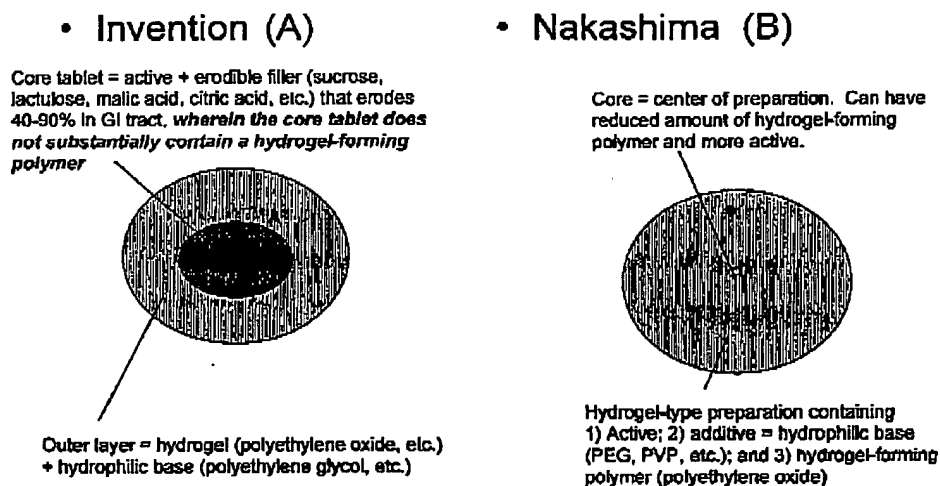 • Invention (A)
Core tablet = active + erodible filler (sucrose,
lactulose, malic acid, citric acid, etc.) that erodes
40-90% in GI tract, wherein the core tablet does
not substantially contain a hydrogel-forming
polymer
Outer layer = hydrogel (polyethylene oxide, etc.)
+ hydrophilic base (polyethylene glycol, etc.)
• Nakashima (B)
Core = center of preparation. Can have
reduced amount of hydrogel-forming
polymer and more active.
Hydrogel-type preparation containing
1) Active; 2) additive = hydrophilic base
(PEG, PVP, etc.); and 3) hydrogel-forming
polymer (polyethylene oxide)